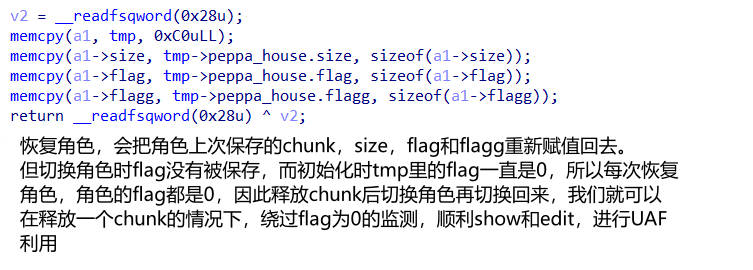 v2 = __readfsqword(0x28u);
memcpy(a1, tmp, 0xC0uLL);
memcpy(a1->size, tmp->peppa_house.size, sizeof(a1->size));
memcpy(a1->flag, tmp->peppa_house.flag, sizeof(a1->flag));
memcpy(a1->flagg, tmp->peppa_house.flagg, sizeof(a1->flagg));
return __readfsqword(0x28u) ^ v2;
恢复角色，会把角色上次保存的chunk，size，flag和flagg重新赋值回去。
但切换角色时flag没有被保存，而初始化时tmp里的flag一直是0，所以每次恢复
角色，角色的flag都是0，因此释放chunk后切换角色再切换回来，我们就可以
在释放一个chunk的情况下，绕过flag为0的监测，顺利show和edit，进行UAF
利用